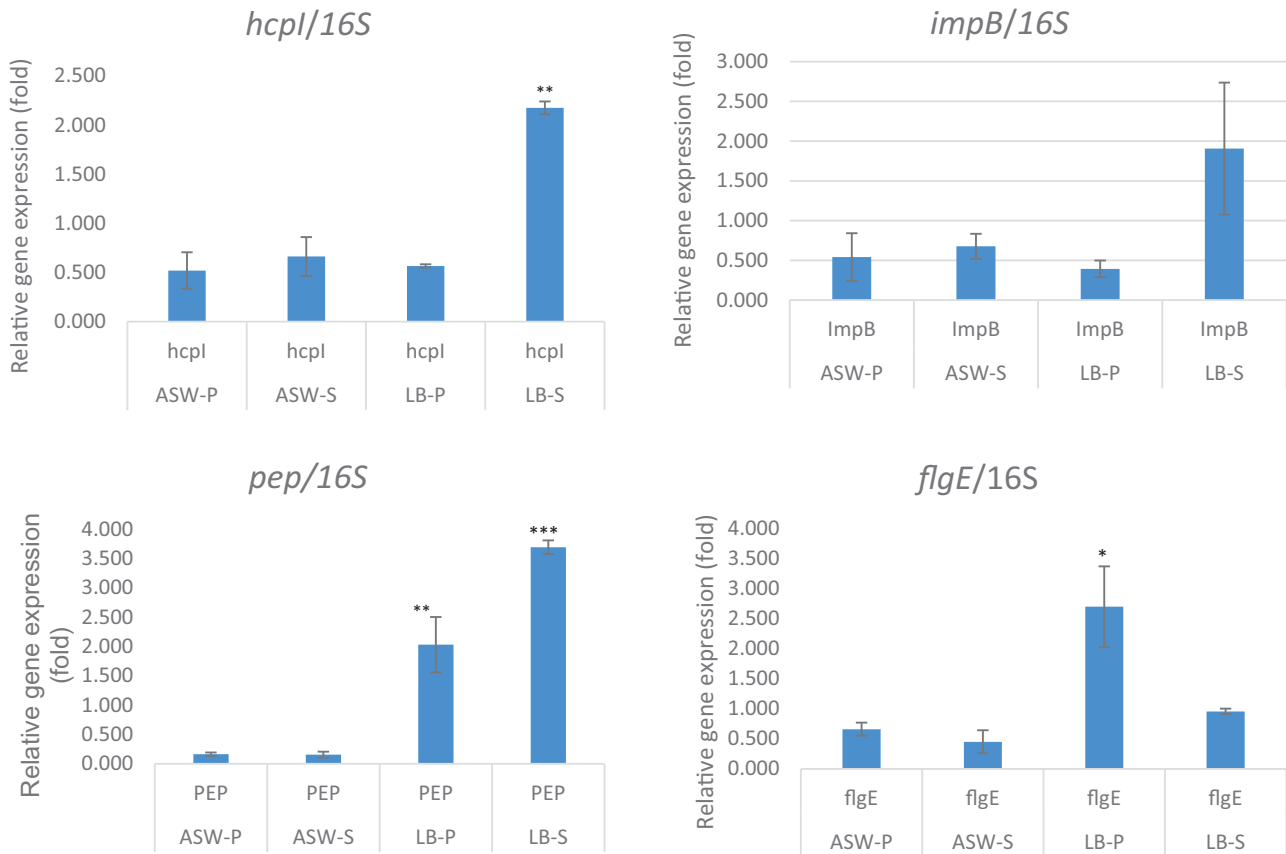 hcpI/16S
Relative gene expression (fold)
2.500
2.000
1.500
1.000
0.500
0.000
**
hcpI hcpI hcpI hcpI
ASW-P ASW-S LB-P LB-S
impB/16S
Relative gene expression (fold)
3.000
2.500
2.000
1.500
1.000
0.500
0.000
ImpB ImpB ImpB ImpB
ASW-P ASW-S LB-P LB-S
pep/16S
Relative gene expression
(fold)
4.000
3.500
3.000
2.500
2.000
1.500
1.000
0.500
0.000
** ***
PEP PEP PEP PEP
ASW-P ASW-S LB-P LB-S
flgE/16S
Relative gene expression (fold)
4.000
3.500
3.000
2.500
2.000
1.500
1.000
0.500
0.000
*
flgE flgE flgE flgE
ASW-P ASW-S LB-P LB-S